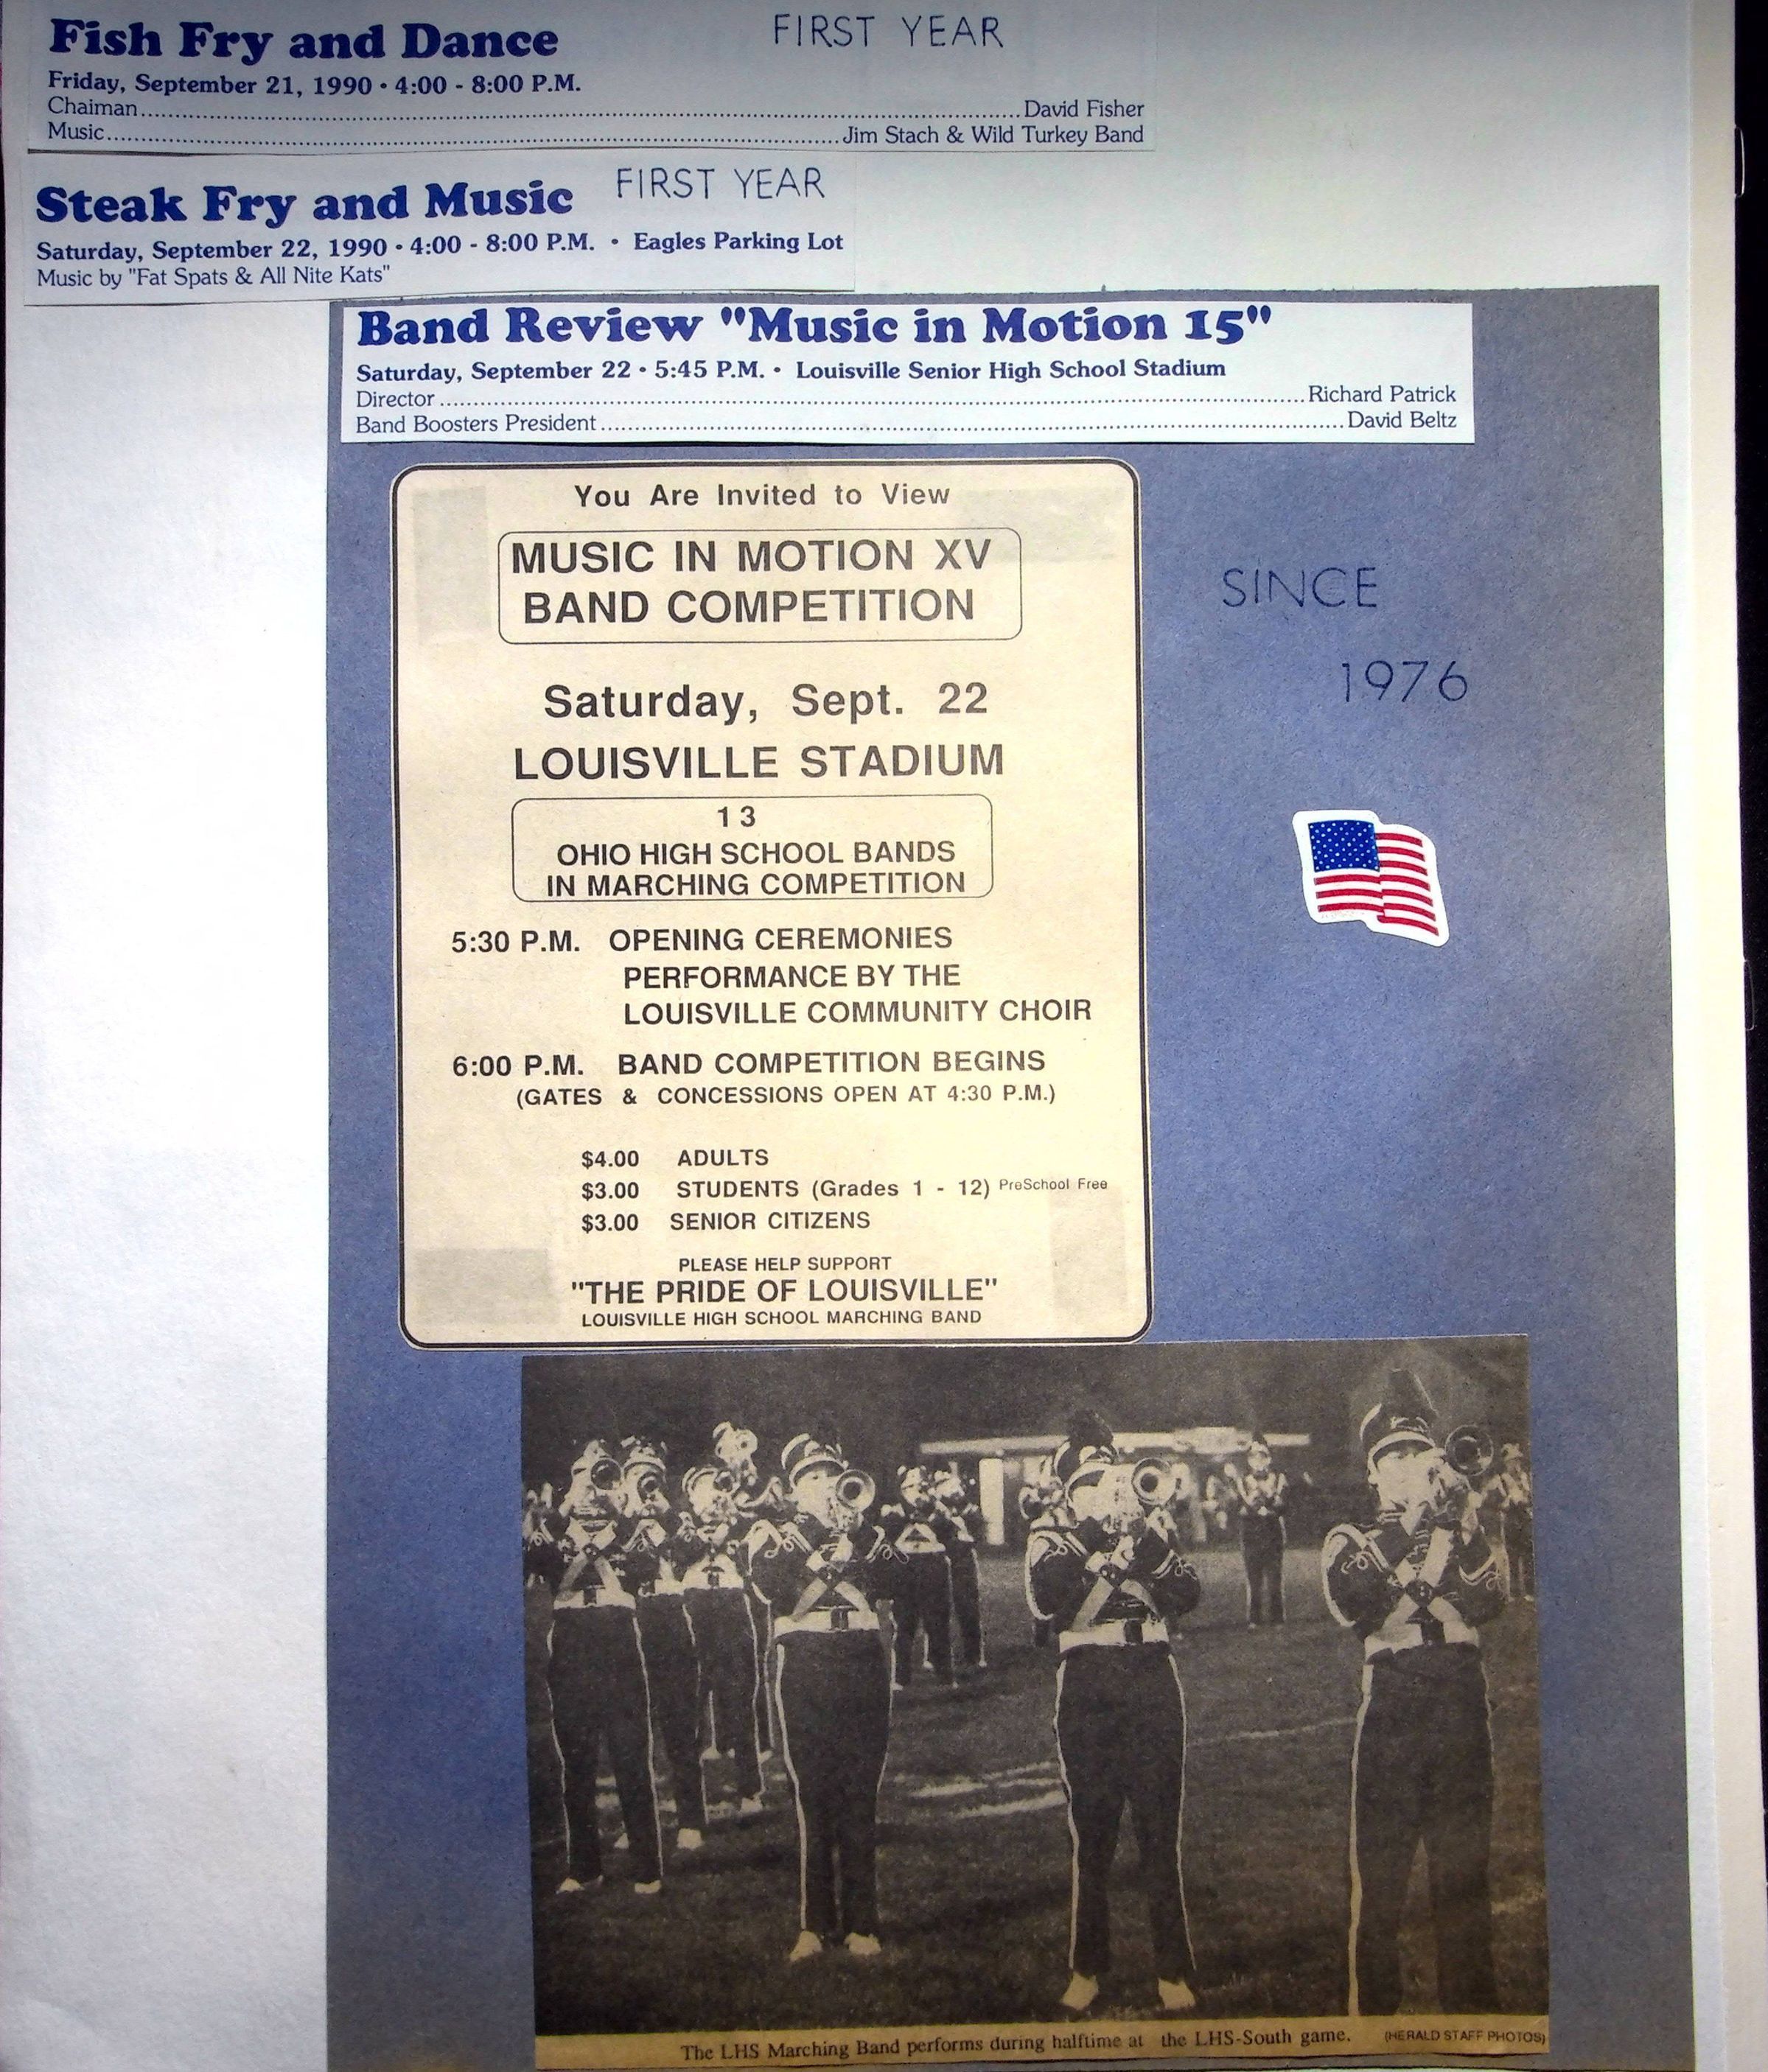 Fish Fry and Dance
FIRST YEAR
Friday, September 21, 1990 • 4:00 - 8:00 P.M.
Chaiman........David Fisher
Music........Jim Stach & Wild Turkey Band
Steak Fry and Music
FIRST YEAR
Saturday, September 22, 1990 • 4:00 - 8:00 P.M. • Eagles Parking Lot
Music by "Fat Spats & All Nite Kats"
Band Review "Music in Motion 15"
Saturday, September 22 • 5:45 P.M. • Louisville Senior High School Stadium
Director........Richard Patrick
Band Boosters President........David Beltz
You Are Invited to View
MUSIC IN MOTION XV
BAND COMPETITION
Saturday, Sept. 22
LOUISVILLE STADIUM
13
OHIO HIGH SCHOOL BANDS
IN MARCHING COMPETITION
5:30 P.M. OPENING CEREMONIES
PERFORMANCE BY THE
LOUISVILLE COMMUNITY CHOIR
6:00 P.M. BAND COMPETITION BEGINS
(GATES & CONCESSIONS OPEN AT 4:30 P.M.)
$4.00 ADULTS
$3.00 STUDENTS (Grades 1 - 12) PreSchool Free
$3.00 SENIOR CITIZENS
PLEASE HELP SUPPORT
"THE PRIDE OF LOUISVILLE"
LOUISVILLE HIGH SCHOOL MARCHING BAND
SINCE
1976
The LHS Marching Band performs during halftime at the LHS-South game. (HERALD STAFF PHOTOS)